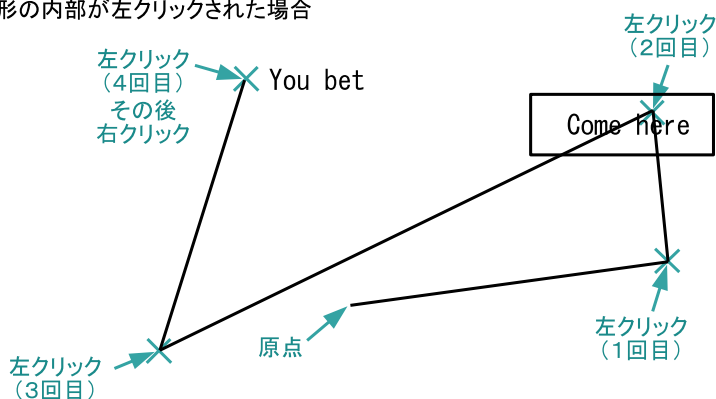 形の内部が左クリックされた場合
左クリック
（2回目）
左クリック
（4回目）
その後
右クリック
You bet
Come here
原点
左クリック
（1回目）
左クリック
（3回目）